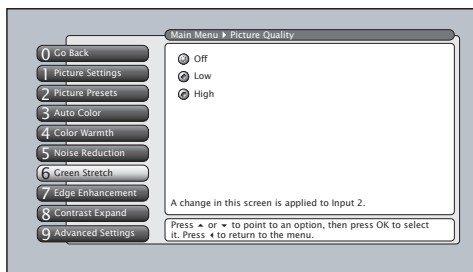 Main Menu ▶ Picture Quality
0 Go Back
1 Picture Settings
2 Picture Presets
3 Auto Color
4 Color Warmth
5 Noise Reduction
6 Green Stretch
7 Edge Enhancement
8 Contrast Expand
9 Advanced Settings
Off
Low
High
A change in this screen is applied to Input 2.
Press ▲ or ▼ to point to an option, then press OK to select
it. Press ◀ to return to the menu.